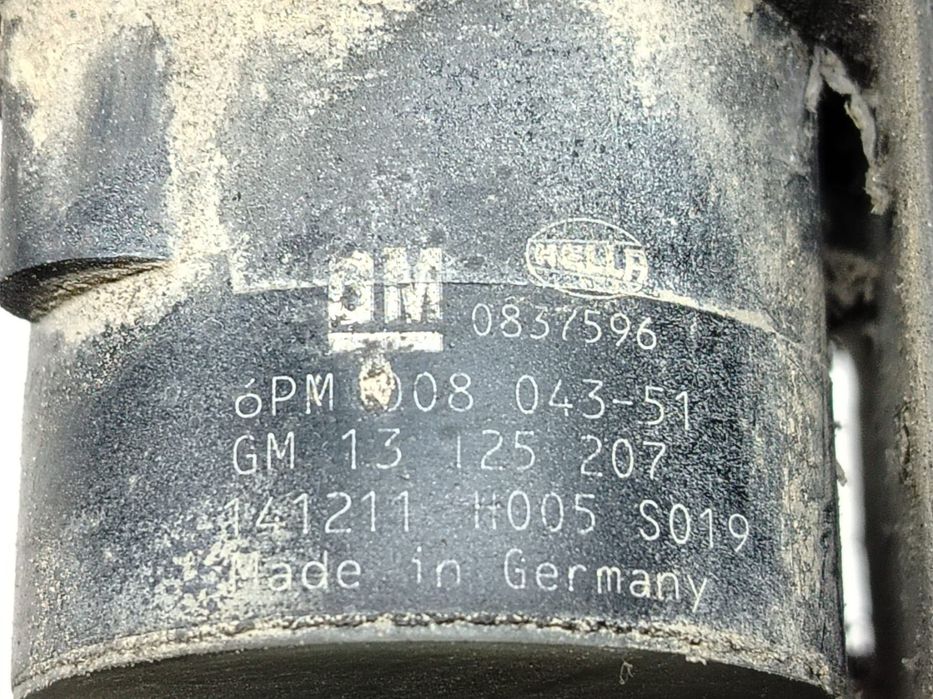 HELLA
GM
0837596
6PM 008 043-51
GM 13 125 207
141211 H005 S019
Made in Germany